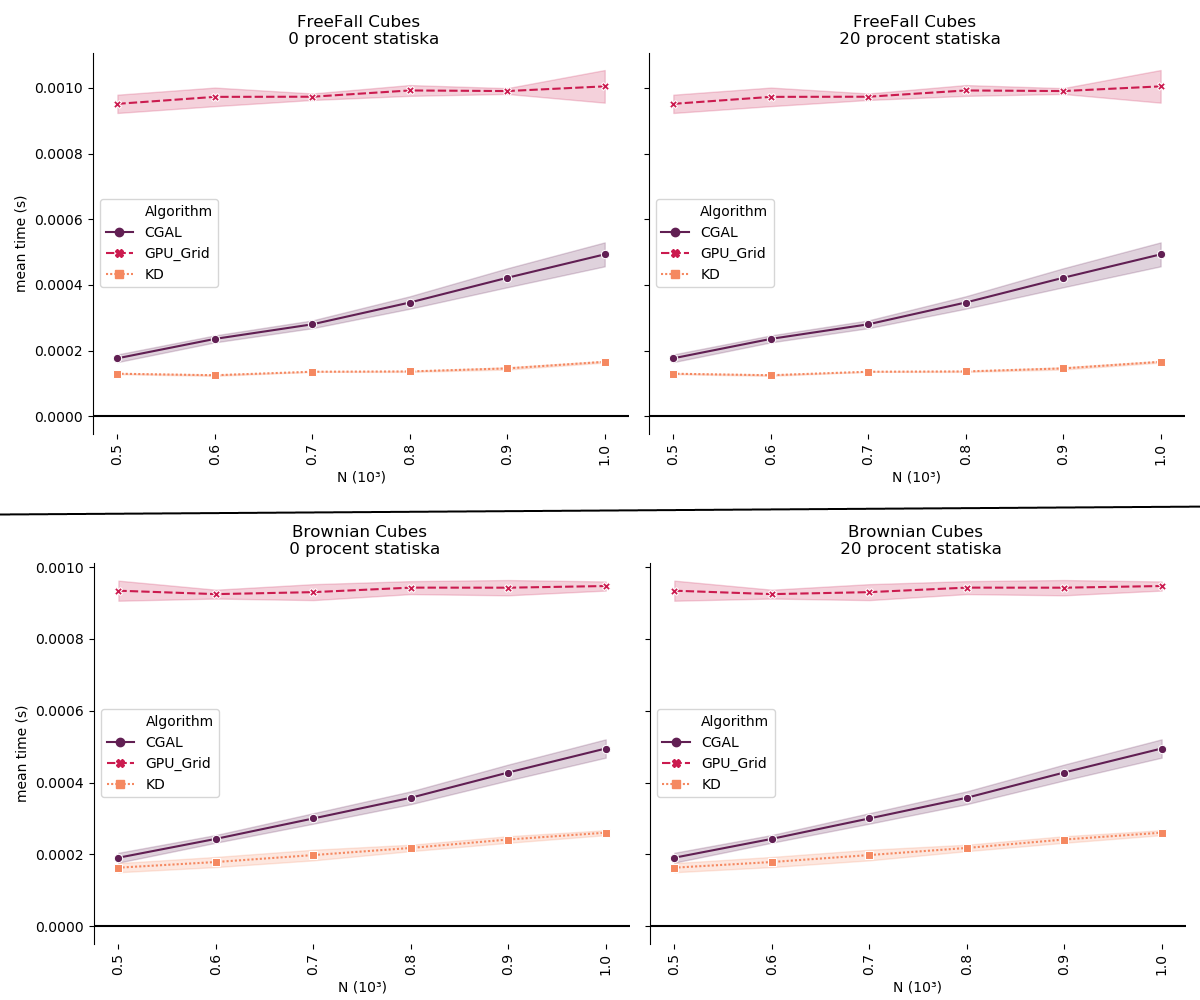 FreeFall Cubes
0 procent statiska
FreeFall Cubes
20 procent statiska
mean time (s)
0.0010
0.0008
0.0006
0.0004
0.0002
0.0000
Algorithm
CGAL
GPU_Grid
KD
Algorithm
CGAL
GPU_Grid
KD
0.5
0.6
0.7
0.8
0.9
1.0
N (10³)
0.5
0.6
0.7
0.8
0.9
1.0
N (10³)
Brownian Cubes
0 procent statiska
Brownian Cubes
20 procent statiska
mean time (s)
0.0010
0.0008
0.0006
0.0004
0.0002
0.0000
Algorithm
CGAL
GPU_Grid
KD
Algorithm
CGAL
GPU_Grid
KD
0.5
0.6
0.7
0.8
0.9
1.0
N (10³)
0.5
0.6
0.7
0.8
0.9
1.0
N (10³)